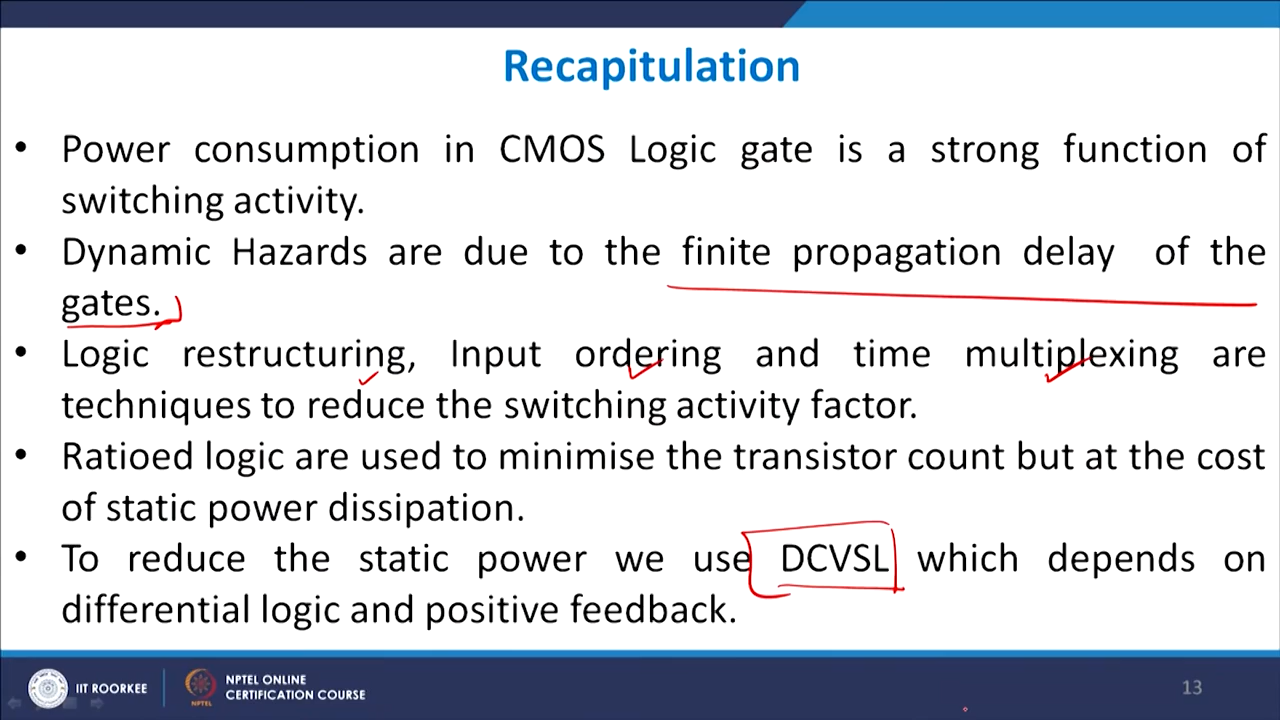 Recapitulation
• Power consumption in CMOS Logic gate is a strong function of
switching activity.
• Dynamic Hazards are due to the finite propagation delay of the
gates.
• Logic restructuring, Input ordering and time multiplexing are
techniques to reduce the switching activity factor.
• Ratioed logic are used to minimise the transistor count but at the cost
of static power dissipation.
• To reduce the static power we use DCVSL which depends on
differential logic and positive feedback.
IIT ROORKEE
NPTEL
NPTEL ONLINE
CERTIFICATION COURSE
13